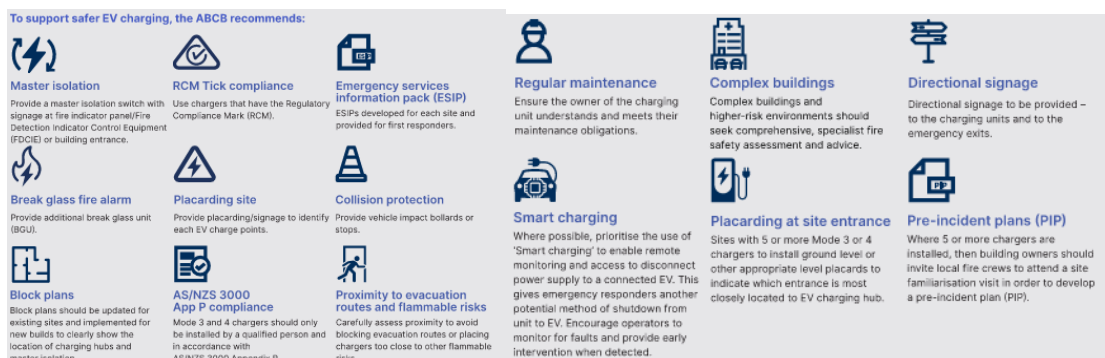 To support safer EV charging, the ABCB recommends:
Master isolation
Provide a master isolation switch with
signage at fire indicator panel/Fire
Detection Indicator Control Equipment
(FDCIE) or building entrance.
RCM Tick compliance
Use chargers that have the Regulatory
Compliance Mark (RCM).
Emergency services
information pack (ESIP)
ESIPs developed for each site and
provided for first responders.
Break glass fire alarm
Provide additional break glass unit
(BGU).
Placarding site
Provide placarding/signage to identify
each EV charge points.
Collision protection
Provide vehicle impact bollards or
stops.
Block plans
Block plans should be updated for
existing sites and implemented for
new builds to clearly show the
location of charging hubs and
master isolation.
AS/NZS 3000
App P compliance
Mode 3 and 4 chargers should only
be installed by a qualified person and
in accordance with
AS/NZS 3000 Appendix P.
Proximity to evacuation
routes and flammable risks
Carefully assess proximity to avoid
blocking evacuation routes or placing
chargers too close to other flammable
risks.
Regular maintenance
Ensure the owner of the charging
unit understands and meets their
maintenance obligations.
Complex buildings
Complex buildings and
higher-risk environments should
seek comprehensive, specialist fire
safety assessment and advice.
Directional signage
Directional signage to be provided –
to the charging units and to the
emergency exits.
Smart charging
Where possible, prioritise the use of
'Smart charging' to enable remote
monitoring and access to disconnect
power supply to a connected EV. This
gives emergency responders another
potential method of shutdown from
unit to EV. Encourage operators to
monitor for faults and provide early
intervention when detected.
Placarding at site entrance
Sites with 5 or more Mode 3 or 4
chargers to install ground level or
other appropriate level placards to
indicate which entrance is most
closely located to EV charging hub.
PIP
Pre-incident plans (PIP)
Where 5 or more chargers are
installed, then building owners should
invite local fire crews to attend a site
familiarisation visit in order to develop
a pre-incident plan (PIP).